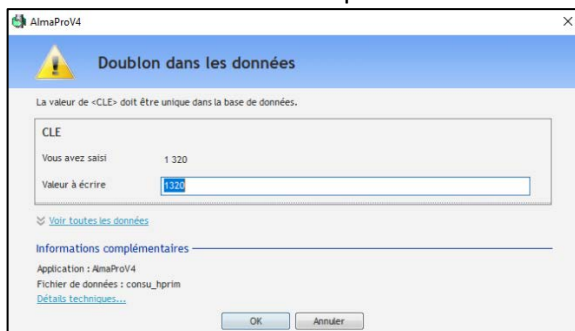 AlmaProV4
Doublon dans les données
La valeur de <CLE> doit être unique dans la base de données.
CLE
Vous avez saisi 1 320
Valeur à écrire 1320
Voir toutes les données
Informations complémentaires
Application : AlmaProV4
Fichier de données : consu_hprim
Détails techniques...
OK Annuler